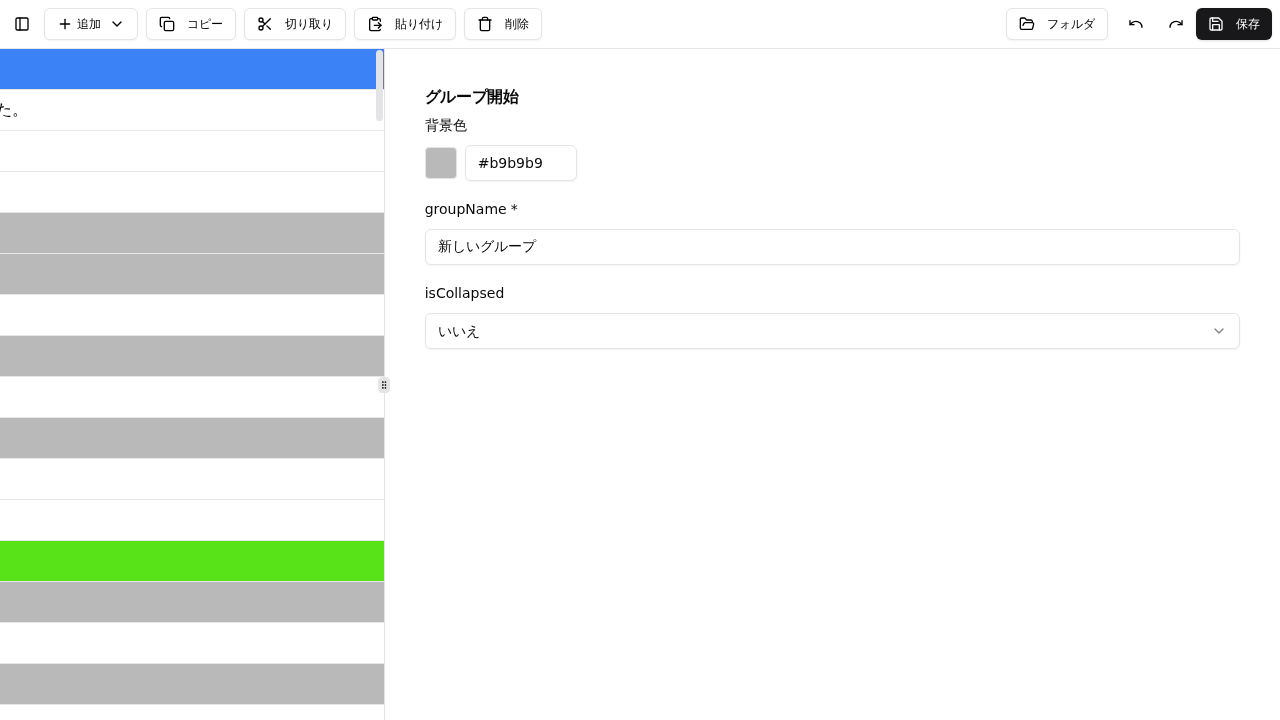 追加 コピー 切り取り 貼り付け 削除 フォルダ 保存
た。
グループ開始
背景色
#b9b9b9
groupName *
新しいグループ
isCollapsed
いいえ